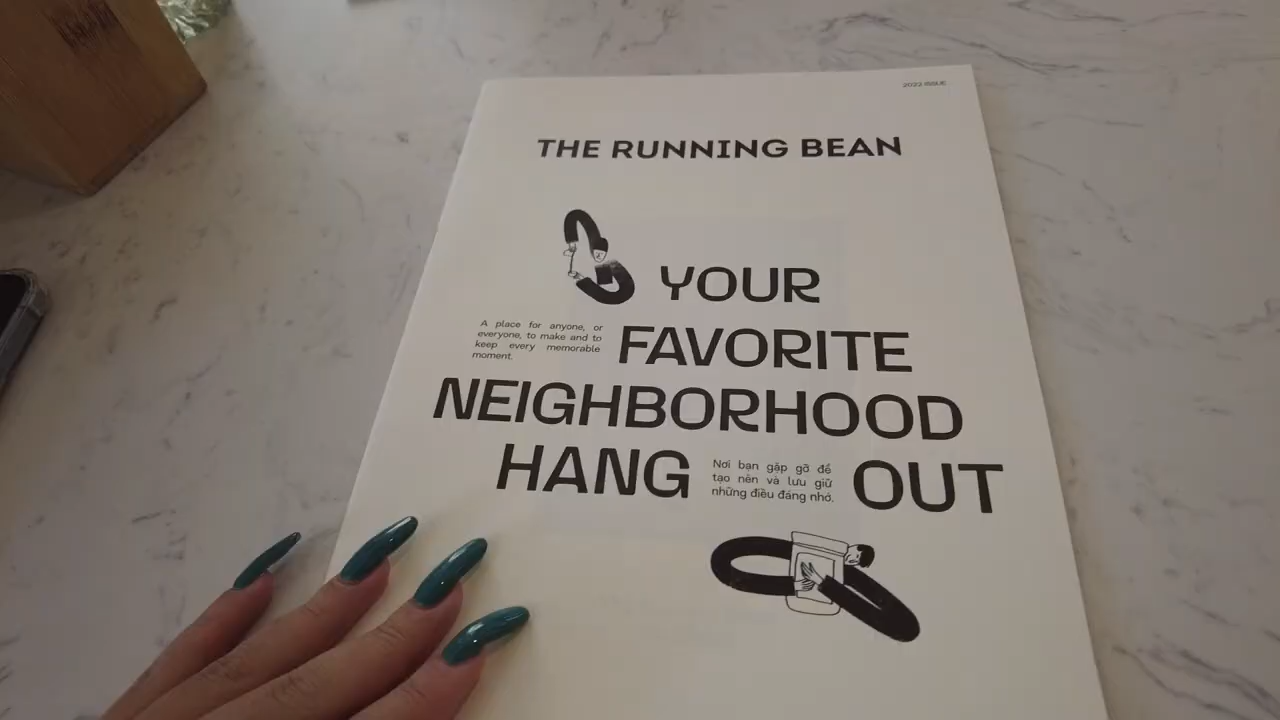 2022 ISSUE
THE RUNNING BEAN
YOUR
A place for anyone, or
everyone, to make and to
keep every memorable
moment.
FAVORITE
NEIGHBORHOOD
HANG
Nơi bạn gặp gỡ để
tạo nên và lưu giữ
những điều đáng nhớ.
OUT